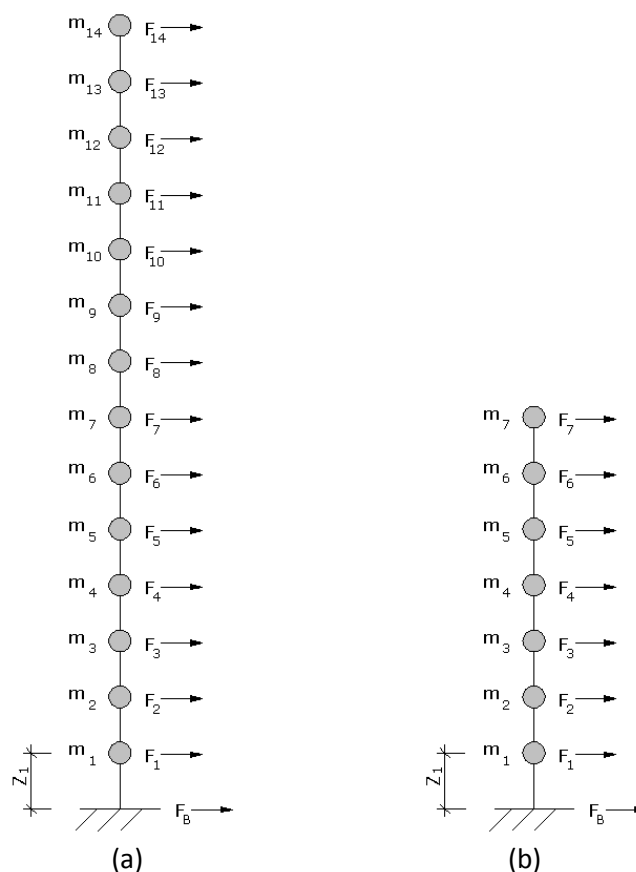 m14 F14
m13 F13
m12 F12
m11 F11
m10 F10
m9 F9
m8 F8
m7 F7 m7 F7
m6 F6 m6 F6
m5 F5 m5 F5
m4 F4 m4 F4
m3 F3 m3 F3
m2 F2 m2 F2
Z1 m1 F1 Z1 m1 F1
FB FB
(a) (b)